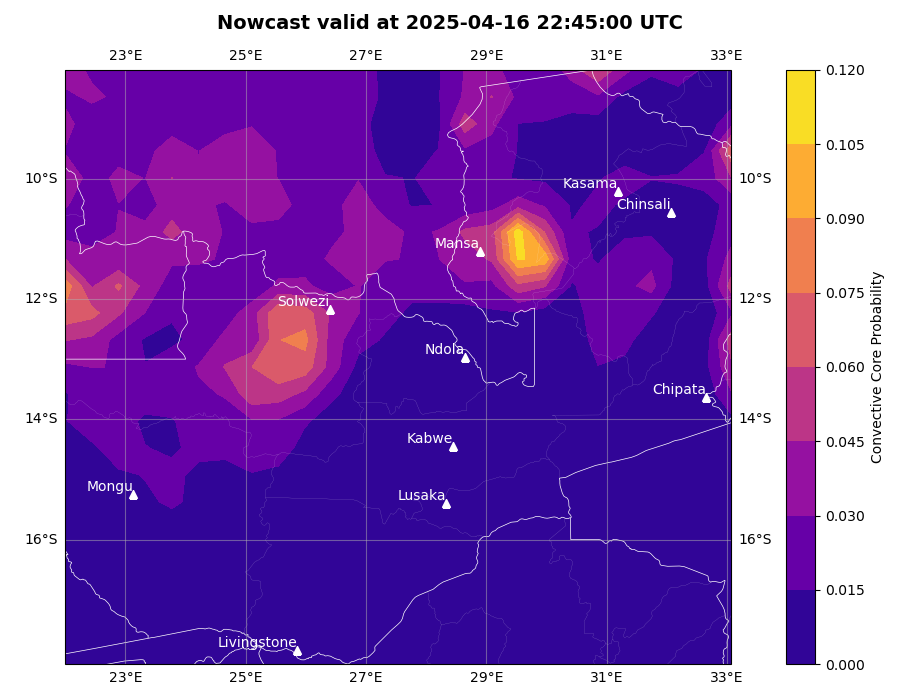 Nowcast valid at 2025-04-16 22:45:00 UTC
23°E 25°E 27°E 29°E 31°E 33°E
10°S 10°S
12°S 12°S
14°S 14°S
16°S 16°S
Kasama
Chinsali
Mansa
Solwezi
Ndola
Chipata
Kabwe
Mongu
Lusaka
Livingstone
23°E 25°E 27°E 29°E 31°E 33°E
0.120
0.105
0.090
0.075
0.060
0.045
0.030
0.015
0.000
Convective Core Probability